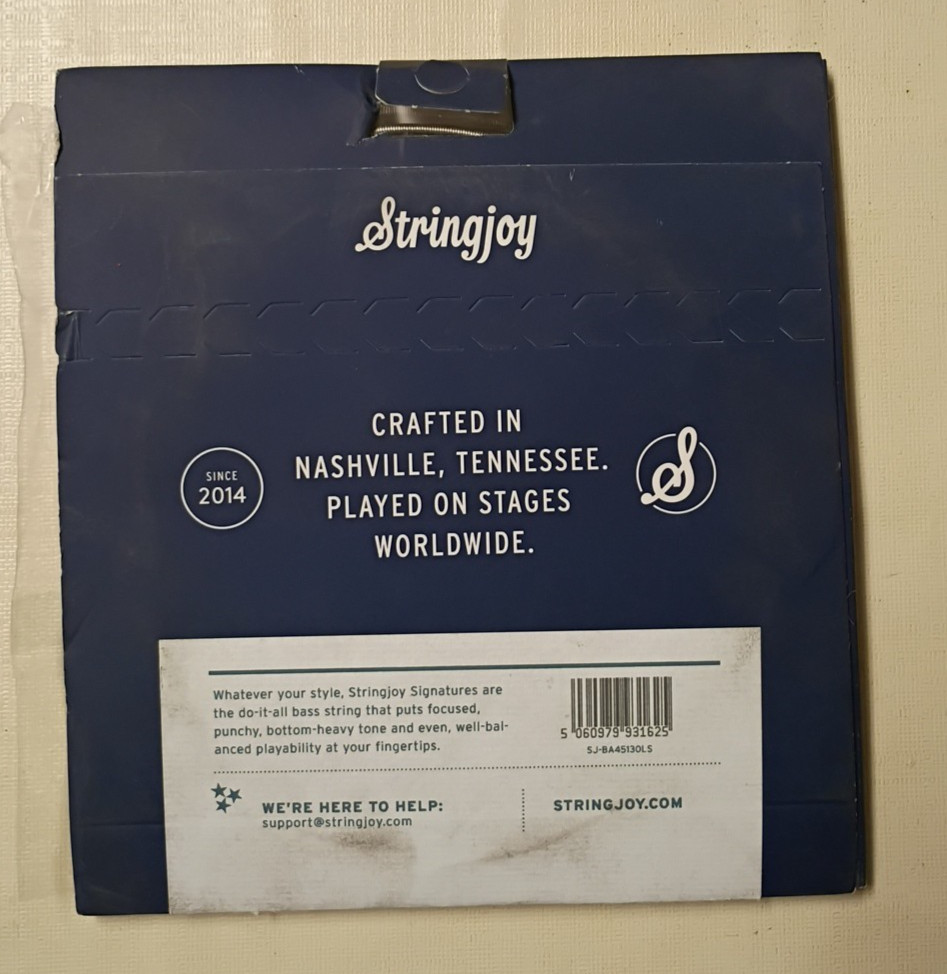 Stringjoy
CRAFTED IN
NASHVILLE, TENNESSEE.
PLAYED ON STAGES
WORLDWIDE.
SINCE
2014
S
Whatever your style, Stringjoy Signatures are
the do-it-all bass string that puts focused,
punchy, bottom-heavy tone and even, well-bal-
anced playability at your fingertips.
5 060979 931625
SJ-BA45130LS
WE'RE HERE TO HELP:
support@stringjoy.com
STRINGJOY.COM